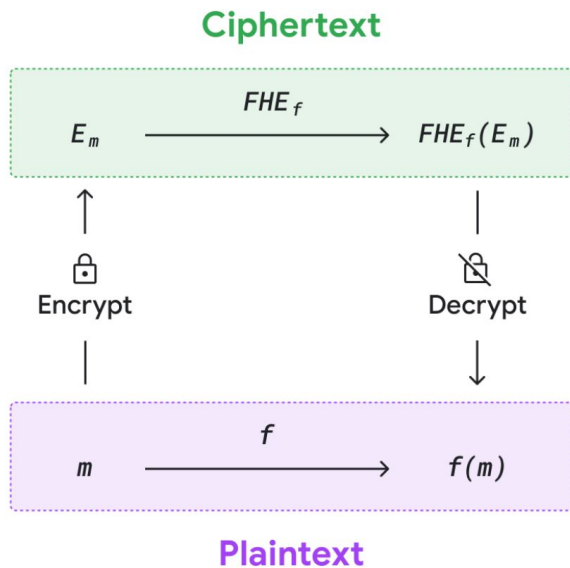 Ciphertext
FHE_f
E_m FHE_f(E_m)
Encrypt Decrypt
f
m f(m)
Plaintext